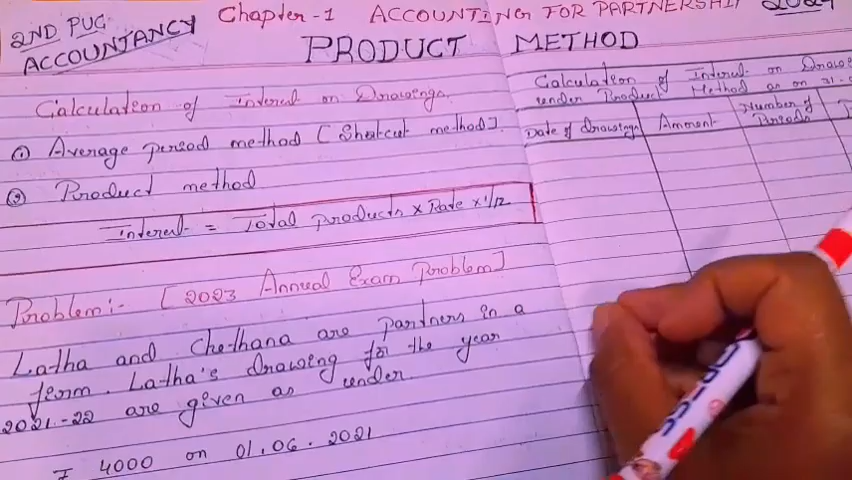 2ND PUC
ACCOUNTANCY
Chapter-1 ACCOUNTING FOR PARTNERSHIP
PRODUCT METHOD
Calculation of Interest on Drawings.
① Average period method [Shortcut method].
② Product method
Interest = Total Products × Rate × 1/12
Problem:- [2023 Annual Exam Problem]
Latha and Chethana are partners in a
firm. Latha's drawing for the year
2021-22 are given as under
₹ 4000 on 01.06.2021
Calculation of Interest on Drawings
under Product Method as on 31-
Date of drawings
Amount
Number of
Periods